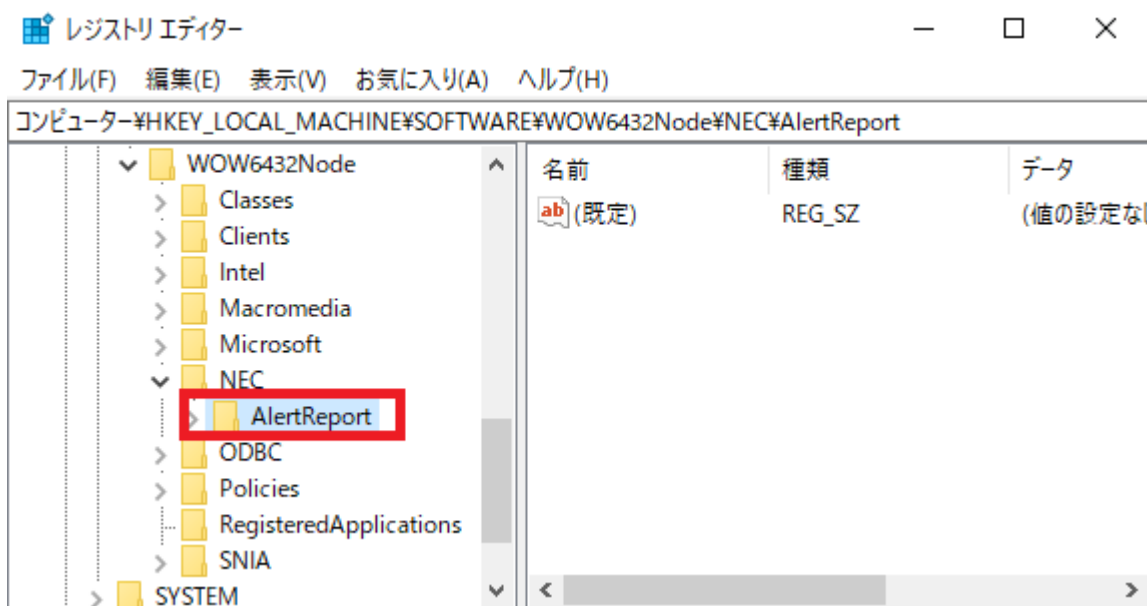 レジストリ エディター
ファイル(F) 編集(E) 表示(V) お気に入り(A) ヘルプ(H)
コンピューター¥HKEY_LOCAL_MACHINE¥SOFTWARE¥WOW6432Node¥NEC¥AlertReport
WOW6432Node
Classes
Clients
Intel
Macromedia
Microsoft
NEC
AlertReport
ODBC
Policies
RegisteredApplications
SNIA
SYSTEM
名前 種類 データ
ab (既定) REG_SZ (値の設定な